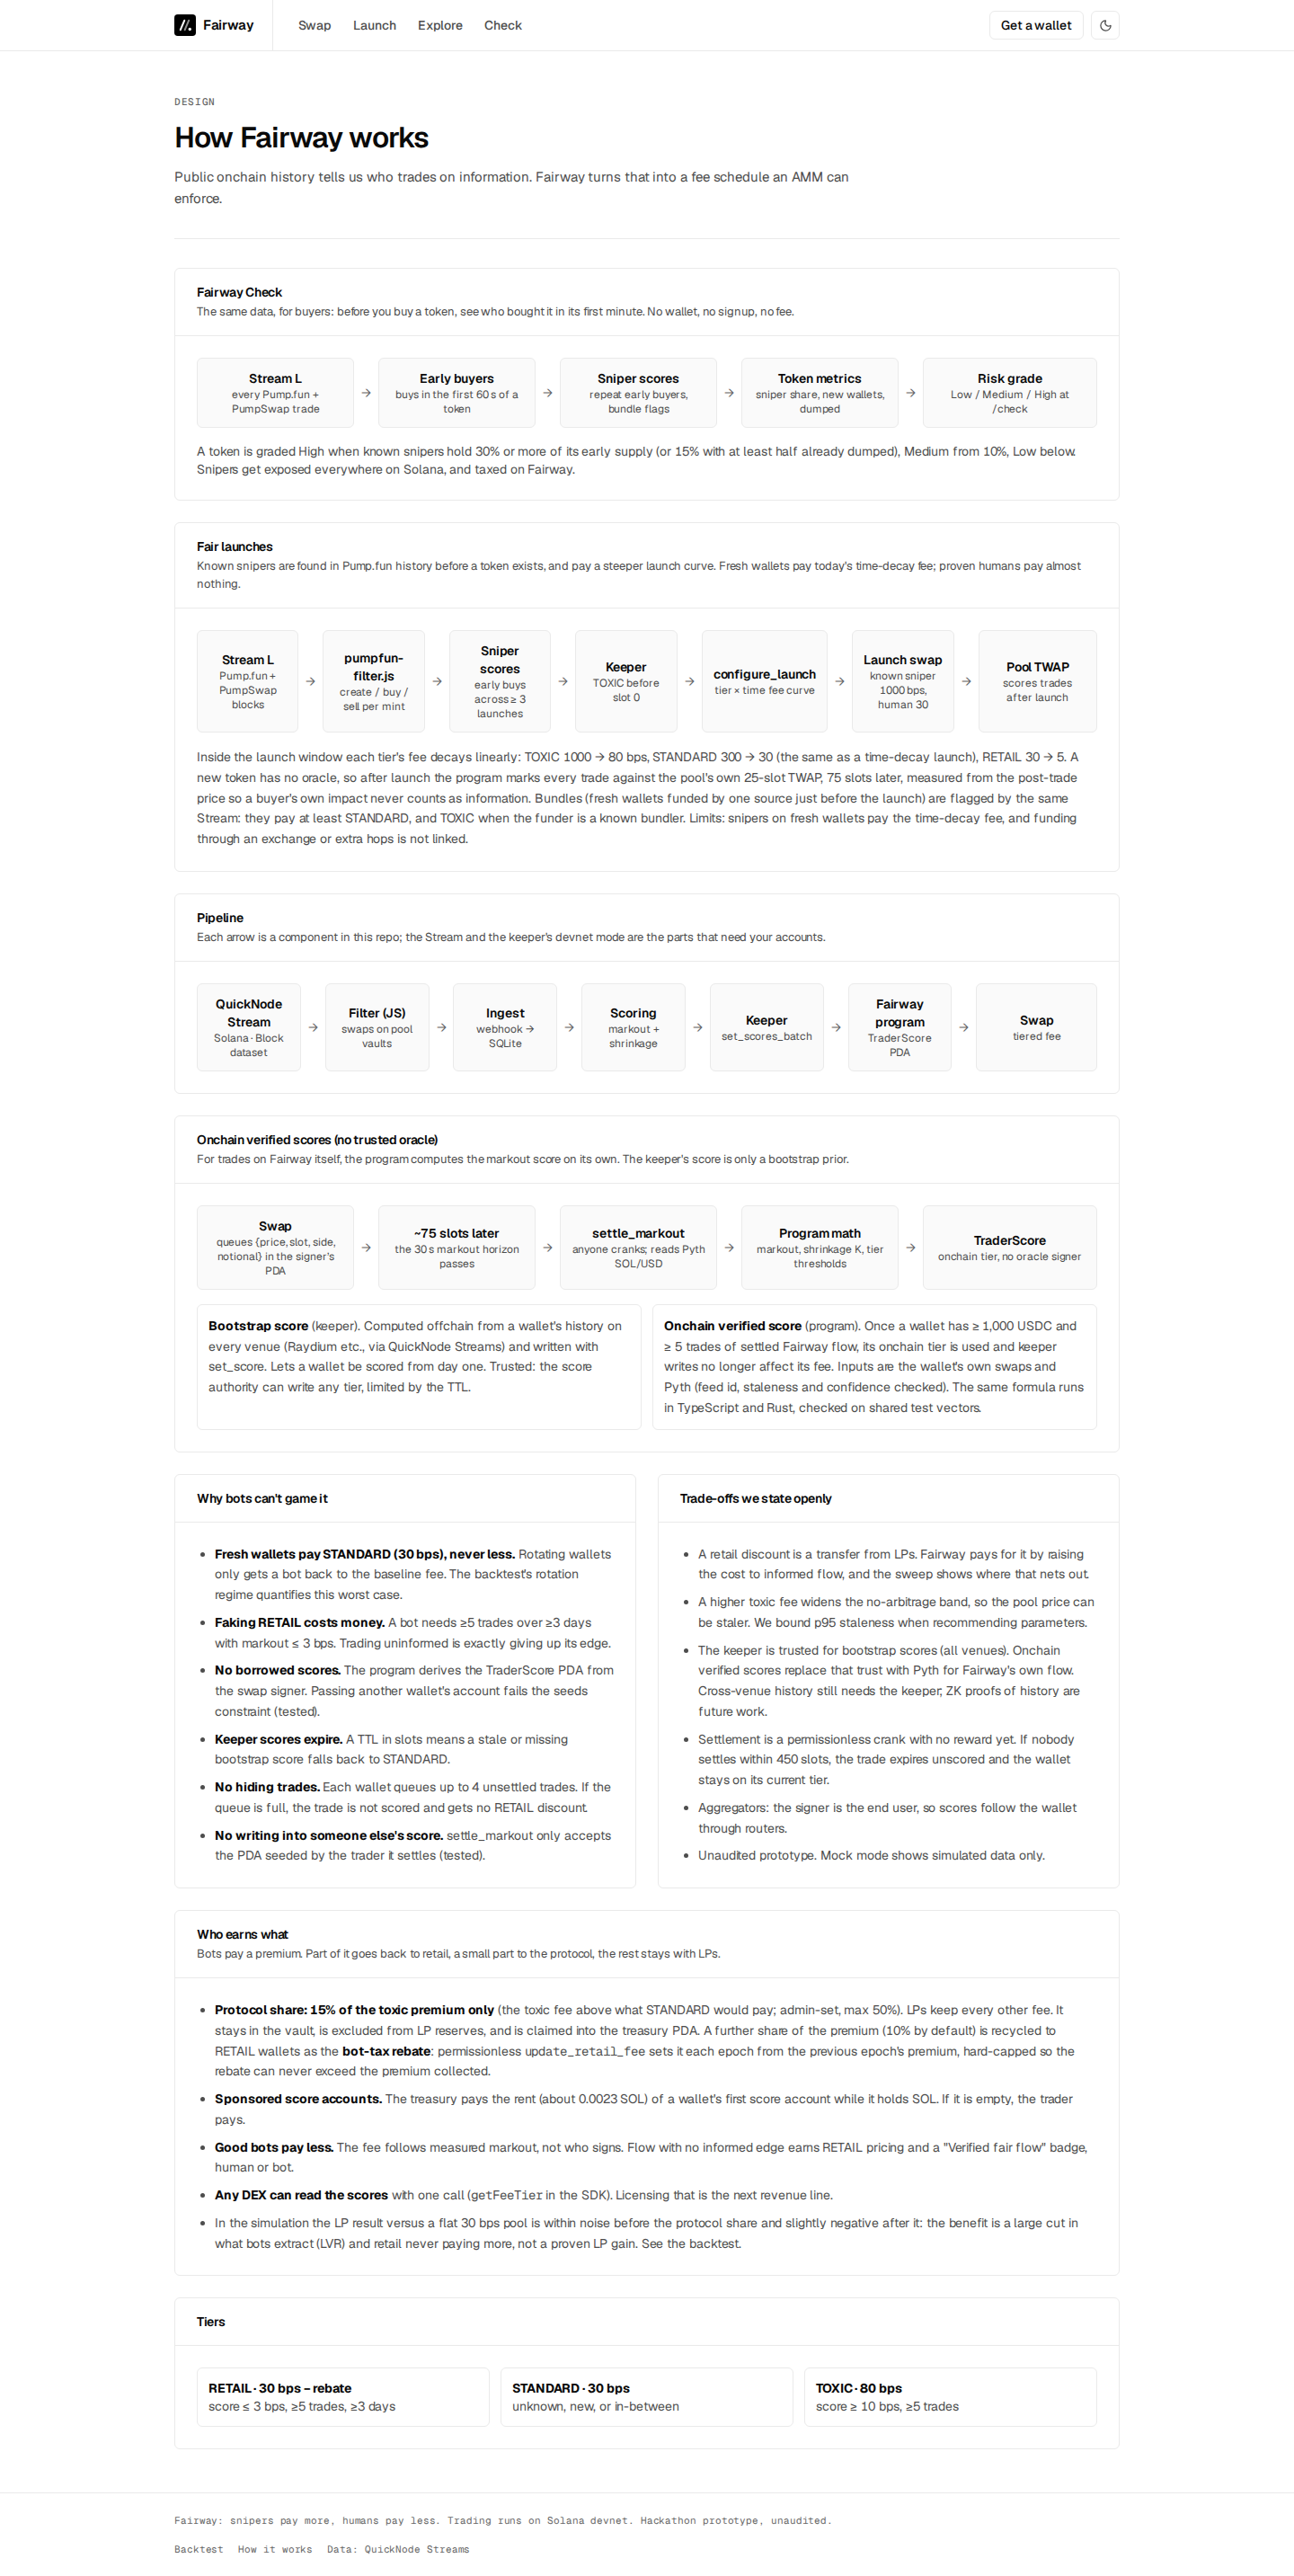 Fairway
Swap
Launch
Explore
Check
Get a wallet
DESIGN
How Fairway works
Public onchain history tells us who trades on information. Fairway turns that into a fee schedule an AMM can
enforce.
Fairway Check
The same data, for buyers: before you buy a token, see who bought it in its first minute. No wallet, no signup, no fee.
Stream L
every Pump.fun +
PumpSwap trade
→
Early buyers
buys in the first 60 s of a
token
→
Sniper scores
repeat early buyers,
bundle flags
→
Token metrics
sniper share, new wallets,
dumped
→
Risk grade
Low / Medium / High at
/check
A token is graded High when known snipers hold 30% or more of its early supply (or 15% with at least half already dumped), Medium from 10%, Low below.
Snipers get exposed everywhere on Solana, and taxed on Fairway.
Fair launches
Known snipers are found in Pump.fun history before a token exists, and pay a steeper launch curve. Fresh wallets pay today's time-decay fee; proven humans pay almost
nothing.
Stream L
Pump.fun +
PumpSwap
blocks
→
pumpfun-
filter.js
create / buy /
sell per mint
→
Sniper
scores
early buys
across ≥ 3
launches
→
Keeper
TOXIC before
slot 0
→
configure_launch
tier × time fee curve
→
Launch swap
known sniper
1000 bps,
human 30
→
Pool TWAP
scores trades
after launch
Inside the launch window each tier's fee decays linearly: TOXIC 1000 → 80 bps, STANDARD 300 → 30 (the same as a time-decay launch), RETAIL 30 → 5. A
new token has no oracle, so after launch the program marks every trade against the pool's own 25-slot TWAP, 75 slots later, measured from the post-trade
price so a buyer's own impact never counts as information. Bundles (fresh wallets funded by one source just before the launch) are flagged by the same
Stream: they pay at least STANDARD, and TOXIC when the funder is a known bundler. Limits: snipers on fresh wallets pay the time-decay fee, and funding
through an exchange or extra hops is not linked.
Pipeline
Each arrow is a component in this repo; the Stream and the keeper's devnet mode are the parts that need your accounts.
QuickNode
Stream
Solana · Block
dataset
→
Filter (JS)
swaps on pool
vaults
→
Ingest
webhook →
SQLite
→
Scoring
markout +
shrinkage
→
Keeper
set_scores_batch
→
Fairway
program
TraderScore
PDA
→
Swap
tiered fee
Onchain verified scores (no trusted oracle)
For trades on Fairway itself, the program computes the markout score on its own. The keeper's score is only a bootstrap prior.
Swap
queues {price, slot, side,
notional} in the signer's
PDA
→
~75 slots later
the 30 s markout horizon
passes
→
settle_markout
anyone cranks; reads Pyth
SOL/USD
→
Program math
markout, shrinkage K, tier
thresholds
→
TraderScore
onchain tier, no oracle signer
Bootstrap score (keeper). Computed offchain from a wallet's history on
every venue (Raydium etc., via QuickNode Streams) and written with
set_score. Lets a wallet be scored from day one. Trusted: the score
authority can write any tier, limited by the TTL.
Onchain verified score (program). Once a wallet has ≥ 1,000 USDC and
≥ 5 trades of settled Fairway flow, its onchain tier is used and keeper
writes no longer affect its fee. Inputs are the wallet's own swaps and
Pyth (feed id, staleness and confidence checked). The same formula runs
in TypeScript and Rust, checked on shared test vectors.
Why bots can't game it
• Fresh wallets pay STANDARD (30 bps), never less. Rotating wallets
only gets a bot back to the baseline fee. The backtest's rotation
regime quantifies this worst case.
• Faking RETAIL costs money. A bot needs ≥5 trades over ≥3 days
with markout ≤ 3 bps. Trading uninformed is exactly giving up its edge.
• No borrowed scores. The program derives the TraderScore PDA from
the swap signer. Passing another wallet's account fails the seeds
constraint (tested).
• Keeper scores expire. A TTL in slots means a stale or missing
bootstrap score falls back to STANDARD.
• No hiding trades. Each wallet queues up to 4 unsettled trades. If the
queue is full, the trade is not scored and gets no RETAIL discount.
• No writing into someone else's score. settle_markout only accepts
the PDA seeded by the trader it settles (tested).
Trade-offs we state openly
• A retail discount is a transfer from LPs. Fairway pays for it by raising
the cost to informed flow, and the sweep shows where that nets out.
• A higher toxic fee widens the no-arbitrage band, so the pool price can
be staler. We bound p95 staleness when recommending parameters.
• The keeper is trusted for bootstrap scores (all venues). Onchain
verified scores replace that trust with Pyth for Fairway's own flow.
Cross-venue history still needs the keeper; ZK proofs of history are
future work.
• Settlement is a permissionless crank with no reward yet. If nobody
settles within 450 slots, the trade expires unscored and the wallet
stays on its current tier.
• Aggregators: the signer is the end user, so scores follow the wallet
through routers.
• Unaudited prototype. Mock mode shows simulated data only.
Who earns what
Bots pay a premium. Part of it goes back to retail, a small part to the protocol, the rest stays with LPs.
• Protocol share: 15% of the toxic premium only (the toxic fee above what STANDARD would pay; admin-set, max 50%). LPs keep every other fee. It
stays in the vault, is excluded from LP reserves, and is claimed into the treasury PDA. A further share of the premium (10% by default) is recycled to
RETAIL wallets as the bot-tax rebate: permissionless update_retail_fee sets it each epoch from the previous epoch's premium, hard-capped so the
rebate can never exceed the premium collected.
• Sponsored score accounts. The treasury pays the rent (about 0.0023 SOL) of a wallet's first score account while it holds SOL. If it is empty, the trader
pays.
• Good bots pay less. The fee follows measured markout, not who signs. Flow with no informed edge earns RETAIL pricing and a "Verified fair flow" badge,
human or bot.
• Any DEX can read the scores with one call (getFeeTier in the SDK). Licensing that is the next revenue line.
• In the simulation the LP result versus a flat 30 bps pool is within noise before the protocol share and slightly negative after it: the benefit is a large cut in
what bots extract (LVR) and retail never paying more, not a proven LP gain. See the backtest.
Tiers
RETAIL · 30 bps – rebate
score ≤ 3 bps, ≥5 trades, ≥3 days
STANDARD · 30 bps
unknown, new, or in-between
TOXIC · 80 bps
score ≥ 10 bps, ≥5 trades
Fairway: snipers pay more, humans pay less. Trading runs on Solana devnet. Hackathon prototype, unaudited.
Backtest
How it works
Data: QuickNode Streams